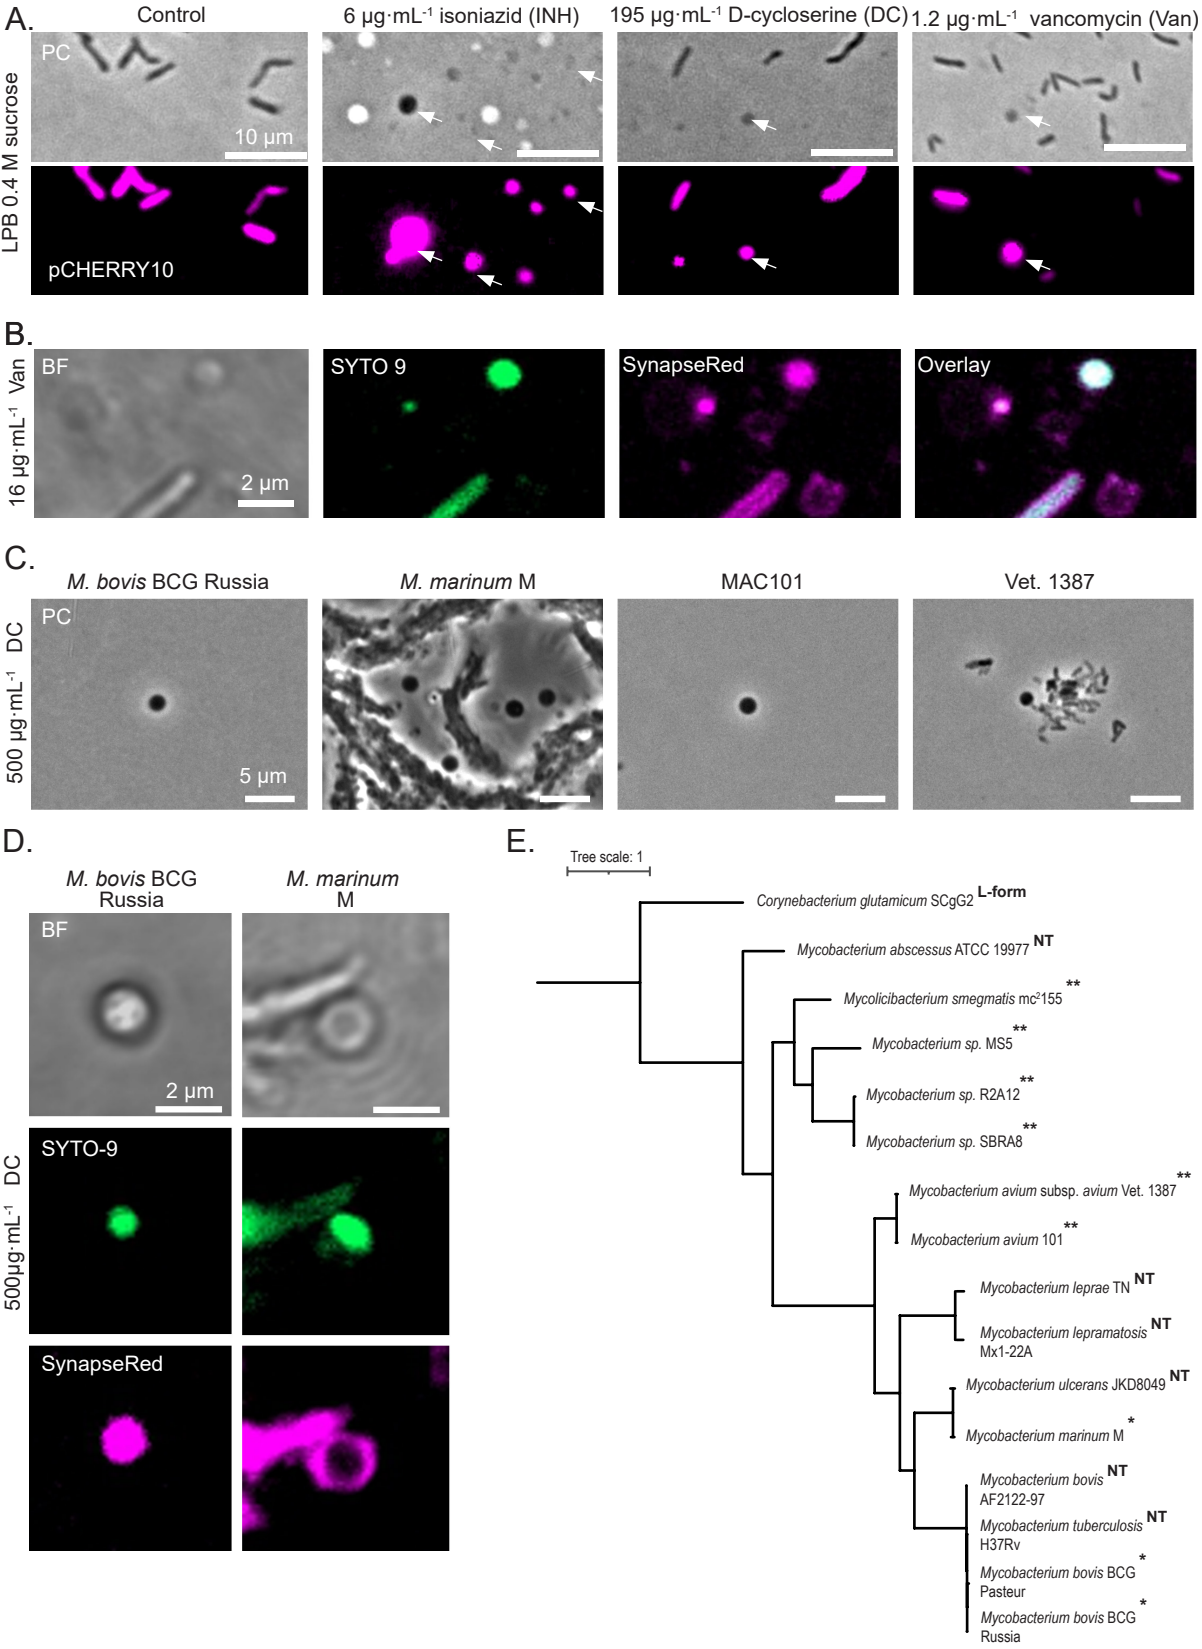 A.
Control
6 µg·mL⁻¹ isoniazid (INH)
195 µg·mL⁻¹ D-cycloserine (DC)
1.2 µg·mL⁻¹ vancomycin (Van)
LPB 0.4 M sucrose
PC
10 µm
pCHERRY10
B.
16 µg·mL⁻¹ Van
BF
2 µm
SYTO 9
SynapseRed
Overlay
C.
M. bovis BCG Russia
M. marinum M
MAC101
Vet. 1387
500 µg·mL⁻¹ DC
PC
5 µm
D.
M. bovis BCG
Russia
M. marinum
M
500µg·mL⁻¹ DC
BF
2 µm
SYTO-9
SynapseRed
E.
Tree scale: 1
Corynebacterium glutamicum SCgG2 L-form
Mycobacterium abscessus ATCC 19977 NT
Mycolicibacterium smegmatis mc²155 **
Mycobacterium sp. MS5 **
Mycobacterium sp. R2A12 **
Mycobacterium sp. SBRA8 **
Mycobacterium avium subsp. avium Vet. 1387 **
Mycobacterium avium 101 **
Mycobacterium leprae TN NT
Mycobacterium lepramatosis NT
Mx1-22A
Mycobacterium ulcerans JKD8049 NT
Mycobacterium marinum M *
Mycobacterium bovis NT
AF2122-97
Mycobacterium tuberculosis NT
H37Rv
Mycobacterium bovis BCG *
Pasteur
Mycobacterium bovis BCG *
Russia